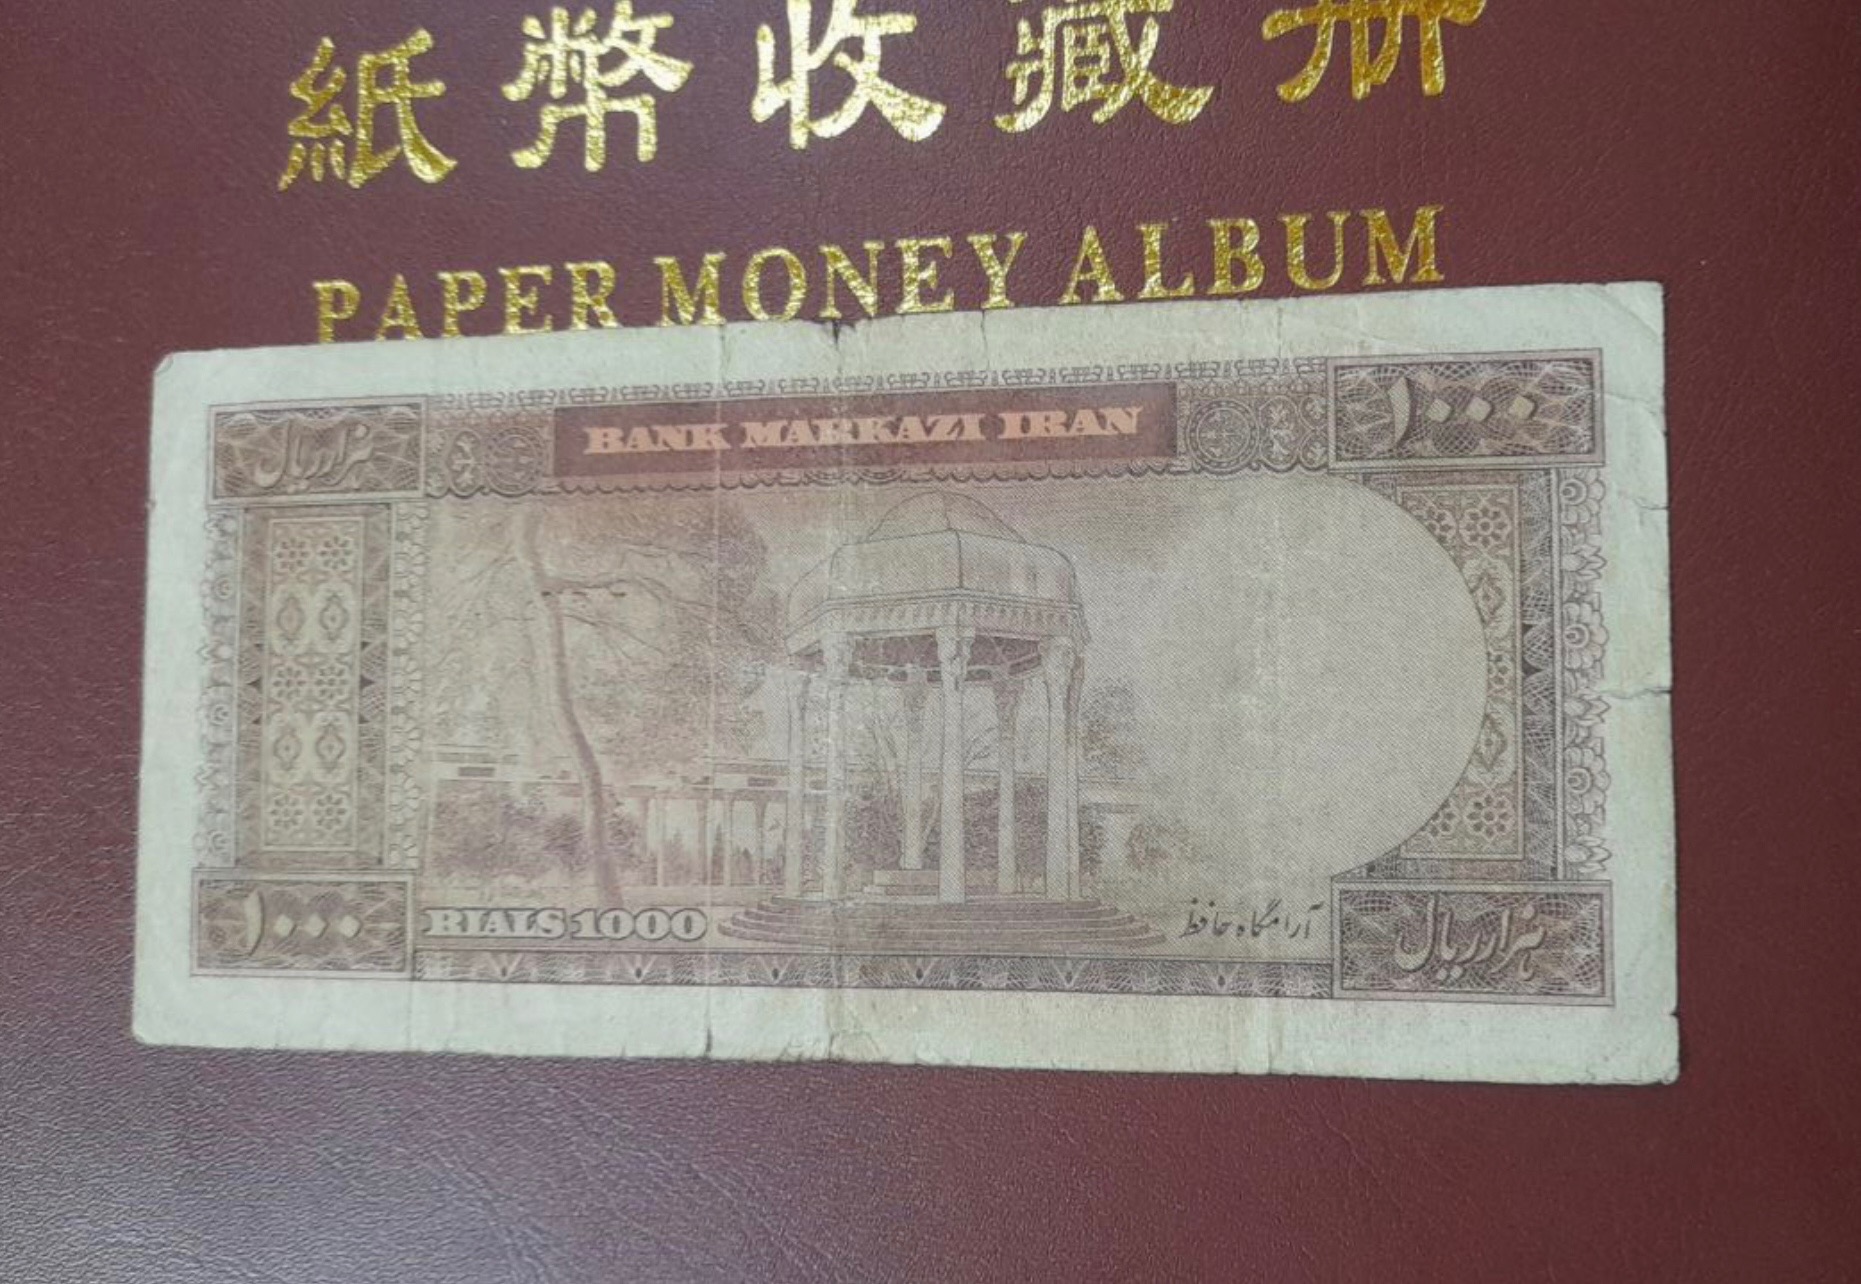 紙幣收藏册
PAPER MONEY ALBUM
هزار ریال
BANK MARKAZI IRAN
۱۰۰۰
۱۰۰۰
RIALS 1000
آرامگاه حافظ
هزار ریال